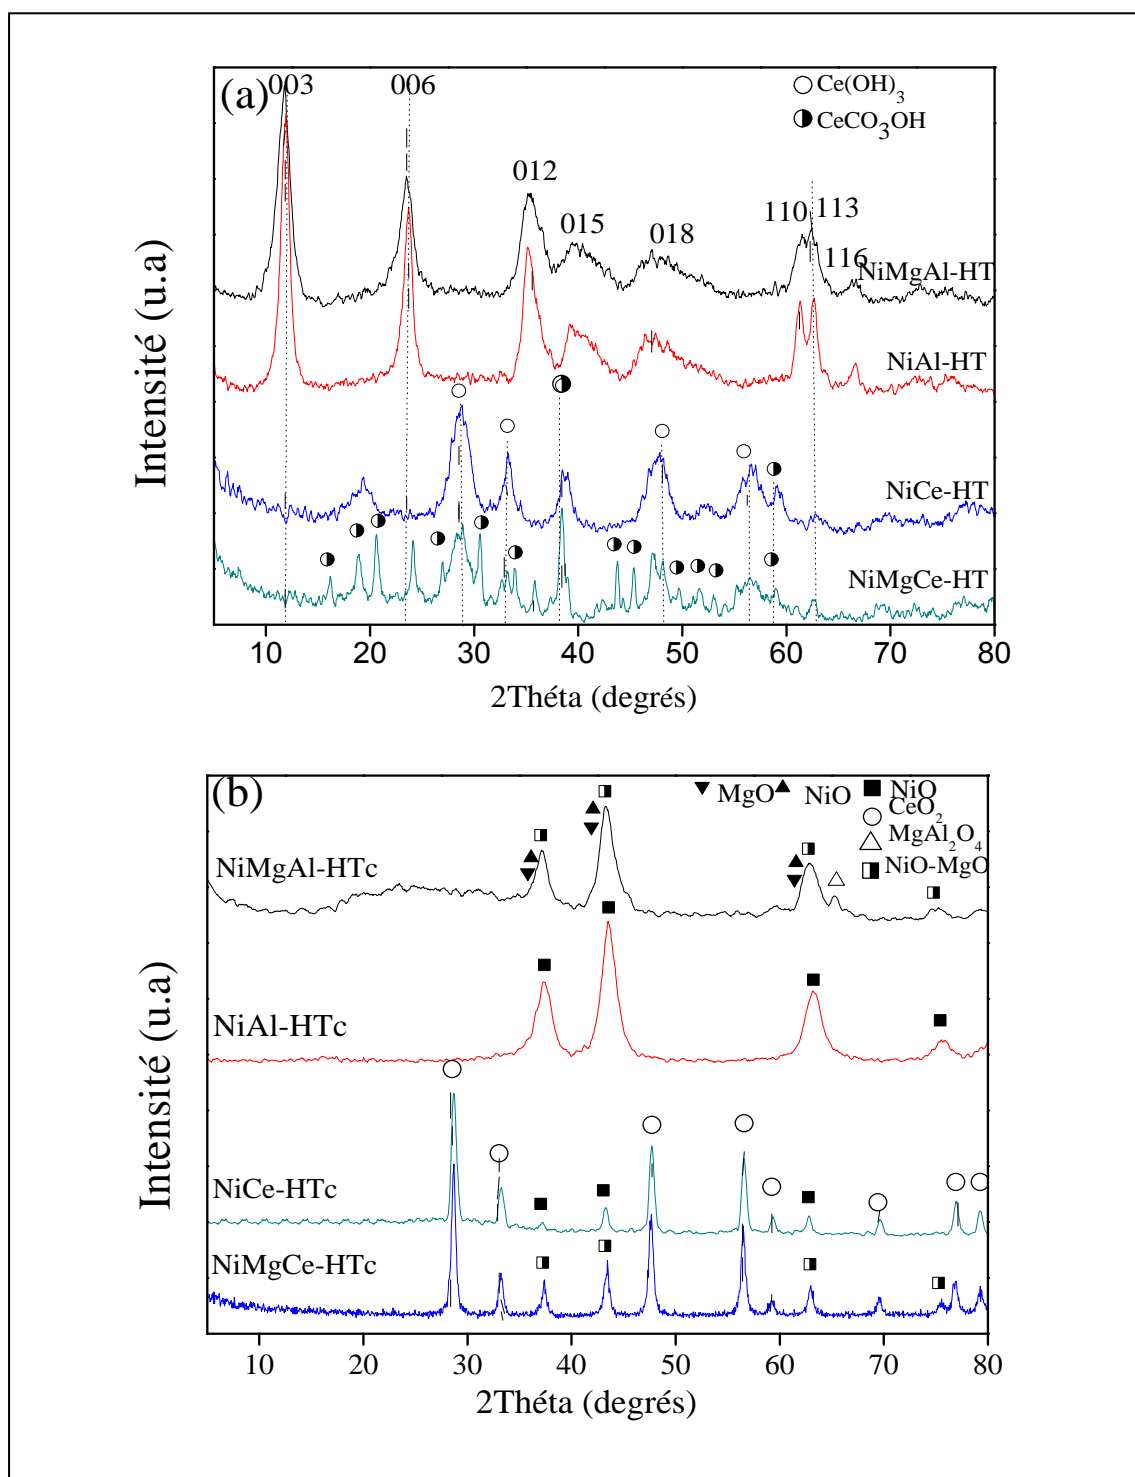 (a)
003
006
Ce(OH)3
CeCO3OH
012
015
018
110
113
116
NiMgAl-HT
NiAl-HT
NiCe-HT
NiMgCe-HT
Intensité (u.a)
10 20 30 40 50 60 70 80
2Théta (degrés)
(b)
MgO
NiO
NiO
CeO2
MgAl2O4
NiO-MgO
NiMgAl-HTc
NiAl-HTc
NiCe-HTc
NiMgCe-HTc
Intensité (u.a)
10 20 30 40 50 60 70 80
2Théta (degrés)